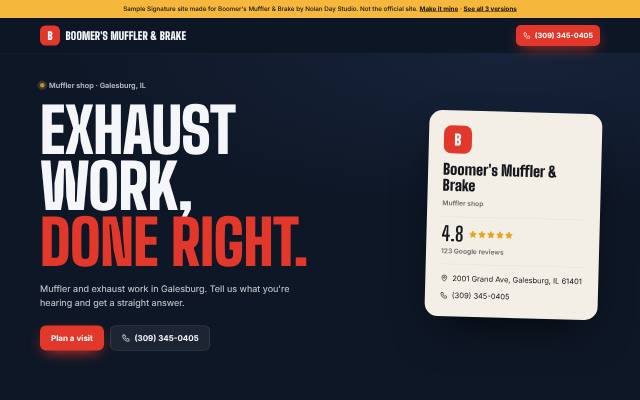 Sample Signature site made for Boomer's Muffler & Brake by Nolan Day Studio. Not the official site. Make it mine · See all 3 versions
B BOOMER'S MUFFLER & BRAKE
(309) 345-0405
Muffler shop · Galesburg, IL
EXHAUST
WORK,
DONE RIGHT.
Muffler and exhaust work in Galesburg. Tell us what you're
hearing and get a straight answer.
Plan a visit
(309) 345-0405
B
Boomer's Muffler &
Brake
Muffler shop
4.8 ★★★★★
123 Google reviews
2001 Grand Ave, Galesburg, IL 61401
(309) 345-0405